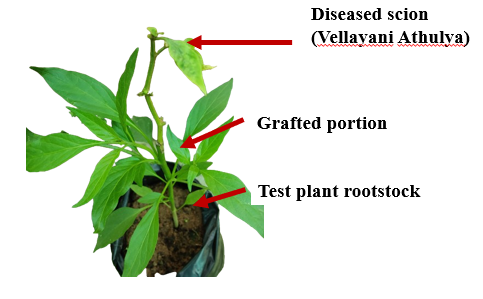 Diseased scion
(Vellayani Athulya)
Grafted portion
Test plant rootstock